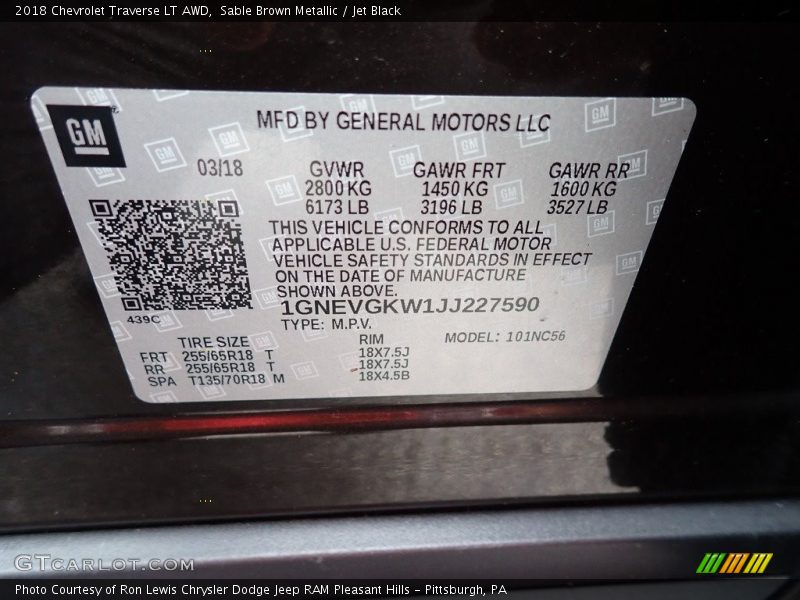 2018 Chevrolet Traverse LT AWD,  Sable Brown Metallic / Jet Black
GM
MFD BY GENERAL MOTORS LLC
03/18 GVWR GAWR FRT GAWR RR
2800 KG 1450 KG 1600 KG
6173 LB 3196 LB 3527 LB
THIS VEHICLE CONFORMS TO ALL
APPLICABLE U.S. FEDERAL MOTOR
VEHICLE SAFETY STANDARDS IN EFFECT
ON THE DATE OF MANUFACTURE
SHOWN ABOVE.
1GNEVGKW1JJ227590
439C
TYPE: M.P.V. MODEL: 101NC56
TIRE SIZE RIM
FRT 255/65R18 T 18X7.5J
RR 255/65R18 T 18X7.5J
SPA T135/70R18 M 18X4.5B
GTCarLot.com
Photo Courtesy of Ron Lewis Chrysler Dodge Jeep RAM Pleasant Hills - Pittsburgh, PA